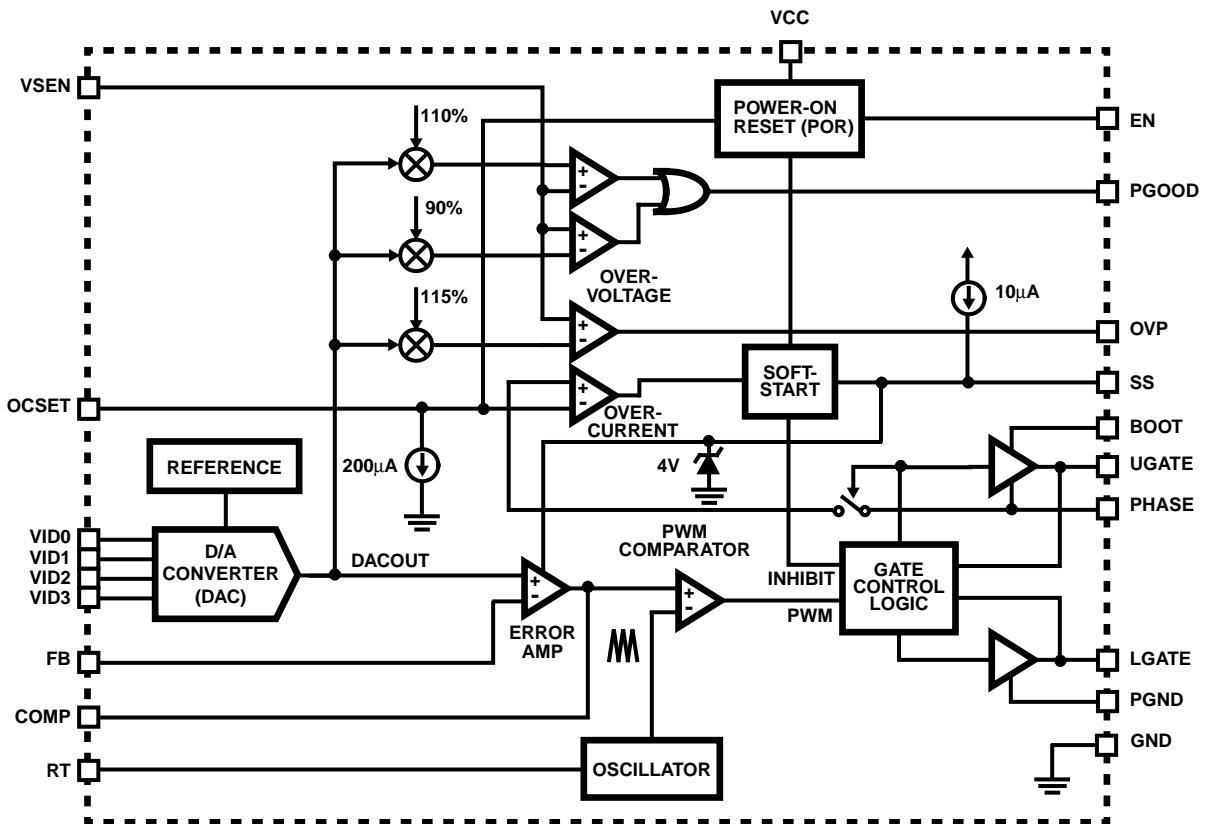 VCC
VSEN
110%
POWER-ON
RESET (POR)
EN
+
-
PGOOD
90%
+
-
OVER-
VOLTAGE
10μA
115%
+
-
OVP
SOFT-
START
SS
+
-
OCSET
OVER-
CURRENT
BOOT
REFERENCE
200μA
4V
UGATE
PHASE
VID0
VID1
VID2
VID3
D/A
CONVERTER
(DAC)
DACOUT
PWM
COMPARATOR
INHIBIT
GATE
CONTROL
LOGIC
+
-
+
-
PWM
ERROR
AMP
FB
LGATE
PGND
COMP
GND
RT
OSCILLATOR